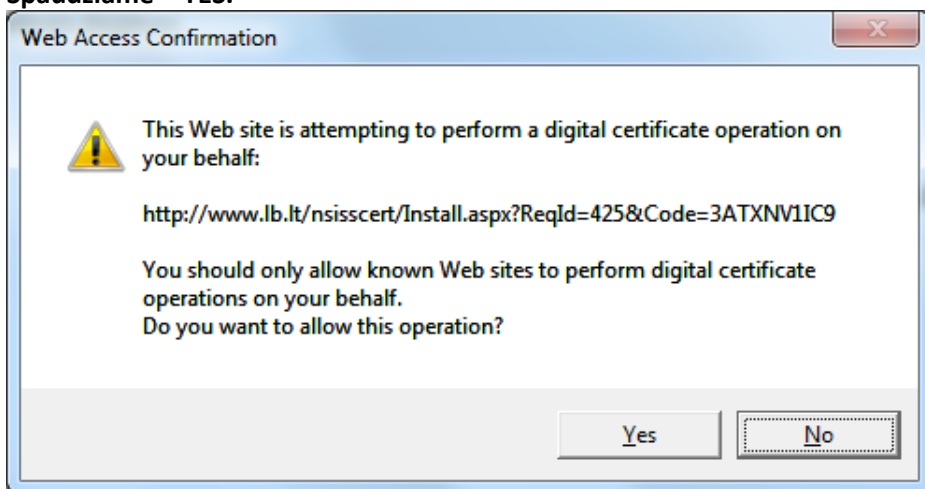 Spaudžiame – YES.
Web Access Confirmation
This Web site is attempting to perform a digital certificate operation on
your behalf:
http://www.lb.lt/nsisscert/Install.aspx?ReqId=425&Code=3ATXNV1IC9
You should only allow known Web sites to perform digital certificate
operations on your behalf.
Do you want to allow this operation?
Yes
No